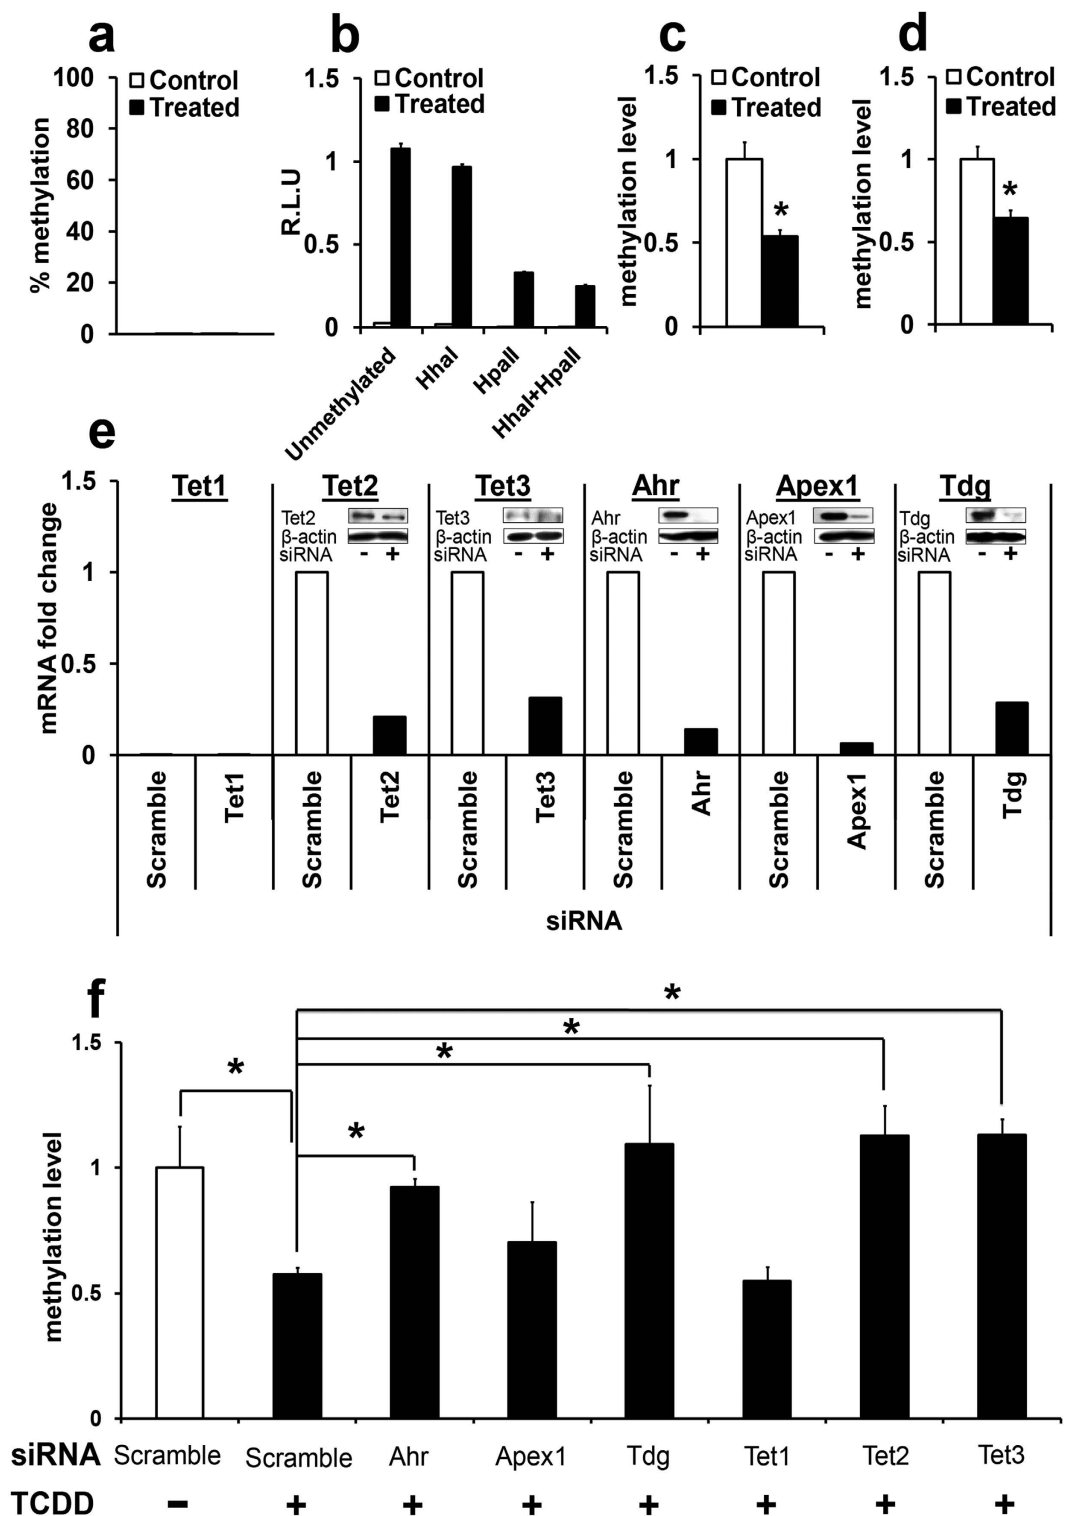 a
100
80
60
40
20
0
% methylation
Control
Treated
b
1.5
1
0.5
0
R.L.U
Control
Treated
Unmethylated
HhaI
HpaII
HhaI+HpaII
c
1.5
1
0.5
0
methylation level
Control
Treated
*
d
1.5
1
0.5
0
methylation level
Control
Treated
*
e
1.5
1
0.5
0
mRNA fold change
Tet1 Tet2 Tet3 Ahr Apex1 Tdg
Tet2 Tet3 Ahr Apex1 Tdg
β-actin β-actin β-actin β-actin β-actin
siRNA - + siRNA - + siRNA - + siRNA - + siRNA - +
Scramble Tet1 Scramble Tet2 Scramble Tet3 Scramble Ahr Scramble Apex1 Scramble Tdg
siRNA
f
1.5
1
0.5
0
methylation level
*
*
*
*
*
siRNA Scramble Scramble Ahr Apex1 Tdg Tet1 Tet2 Tet3
TCDD − + + + + + + +